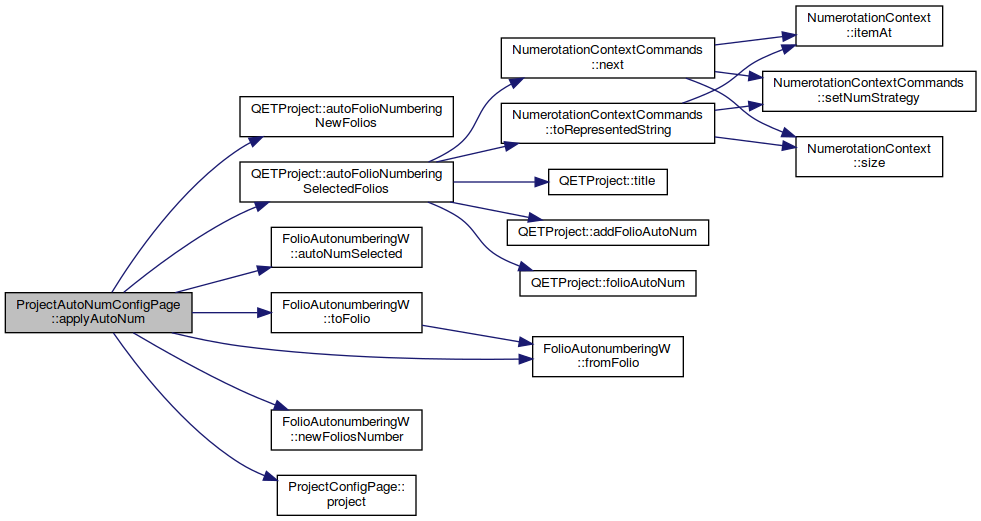 ProjectAutoNumConfigPage
::applyAutoNum
QETProject::autoFolioNumbering
NewFolios
QETProject::autoFolioNumbering
SelectedFolios
FolioAutonumberingW
::autoNumSelected
FolioAutonumberingW
::toFolio
FolioAutonumberingW
::newFoliosNumber
ProjectConfigPage::
project
NumerotationContextCommands
::next
NumerotationContextCommands
::toRepresentedString
QETProject::title
QETProject::addFolioAutoNum
QETProject::folioAutoNum
FolioAutonumberingW
::fromFolio
NumerotationContext
::itemAt
NumerotationContextCommands
::setNumStrategy
NumerotationContext
::size